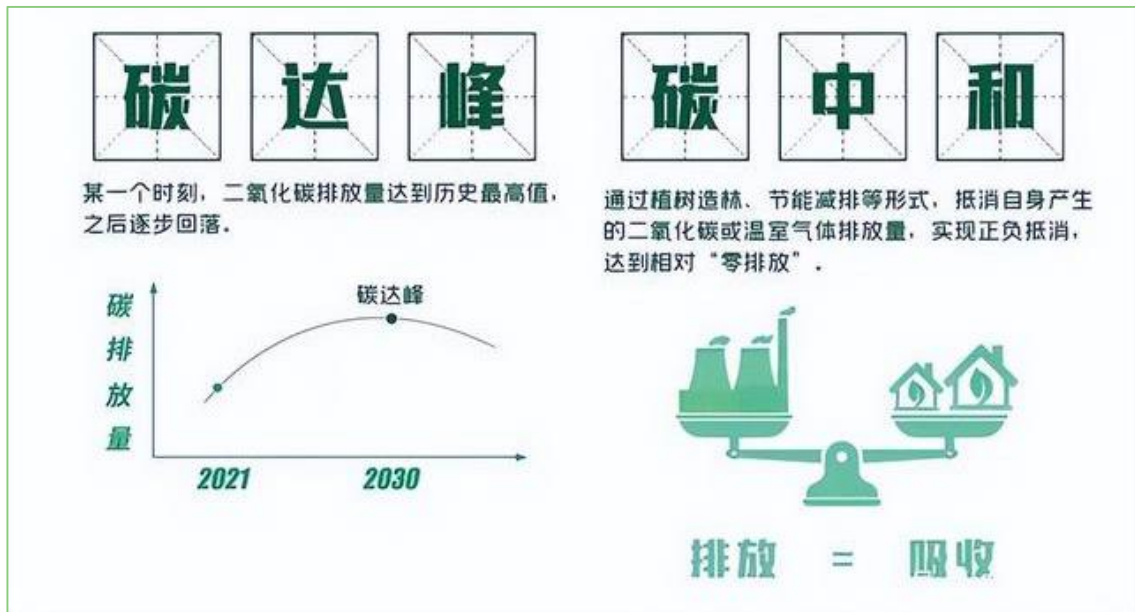 碳达峰
某一个时刻，二氧化碳排放量达到历史最高值，
之后逐步回落。
碳排放量
碳达峰
2021
2030
碳中和
通过植树造林、节能减排等形式，抵消自身产生
的二氧化碳或温室气体排放量，实现正负抵消，
达到相对“零排放”.
排放 = 吸收